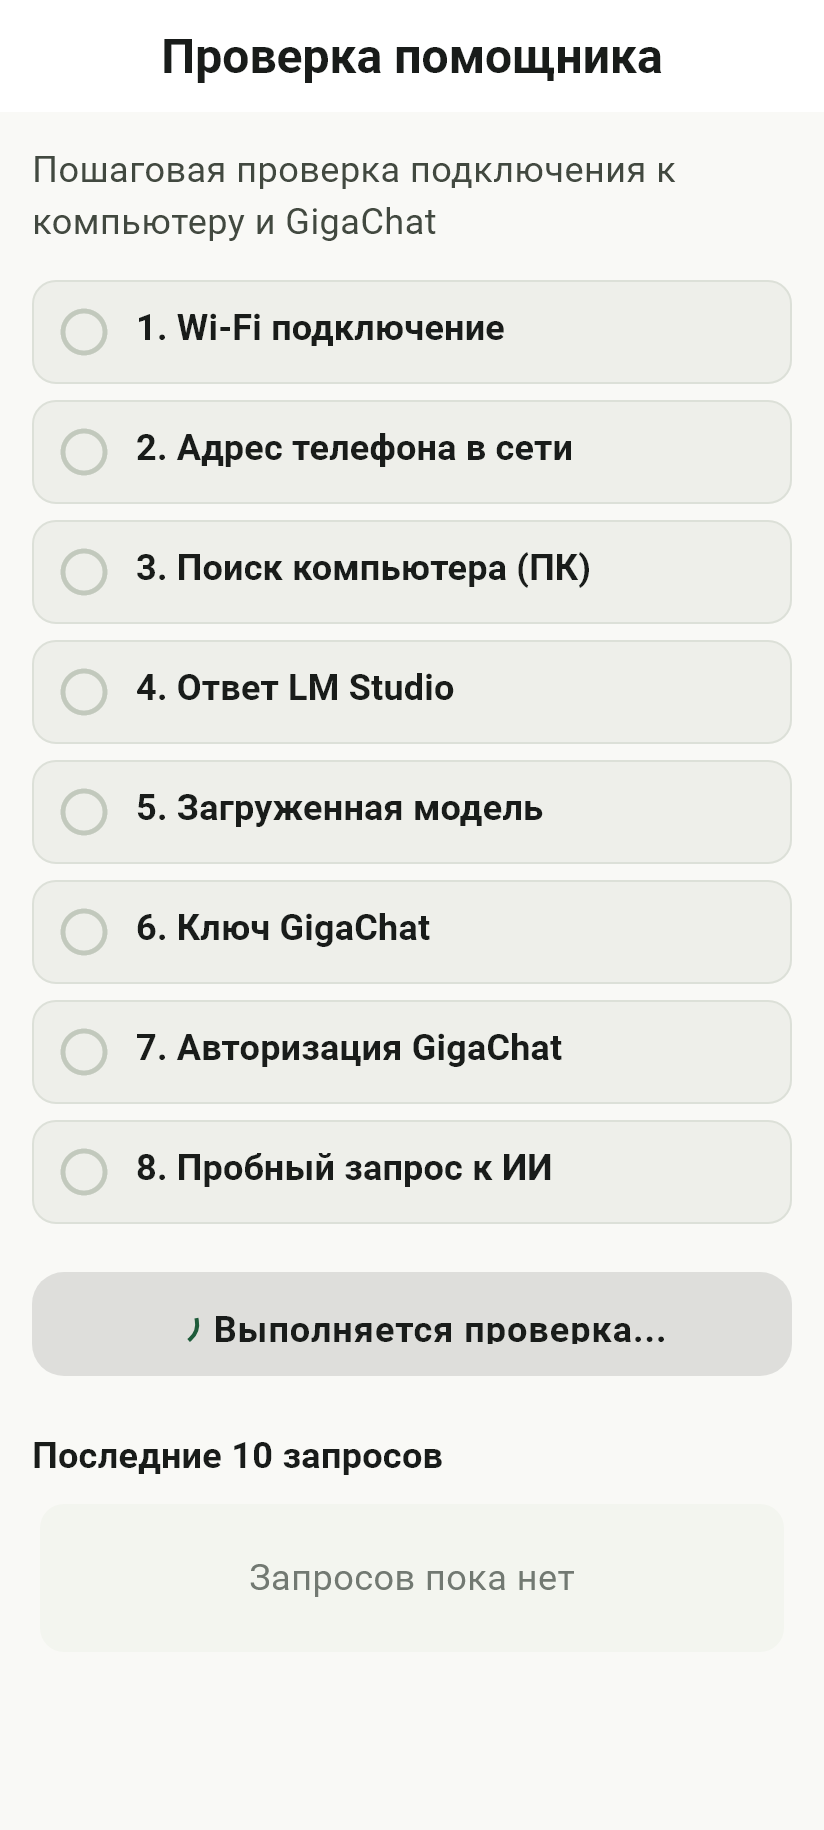 Проверка помощника
Пошаговая проверка подключения к
компьютеру и GigaChat
1. Wi-Fi подключение
2. Адрес телефона в сети
3. Поиск компьютера (ПК)
4. Ответ LM Studio
5. Загруженная модель
6. Ключ GigaChat
7. Авторизация GigaChat
8. Пробный запрос к ИИ
Выполняется проверка...
Последние 10 запросов
Запросов пока нет